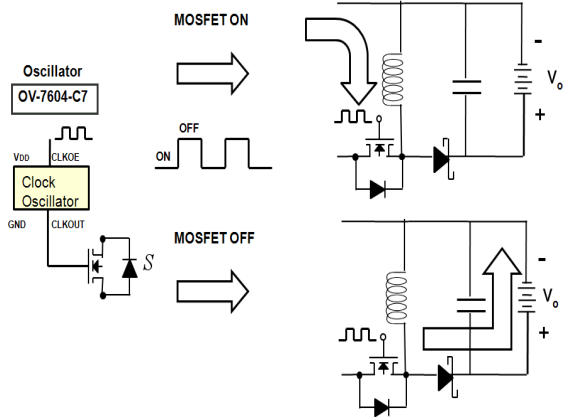 MOSFET ON
-
Vo
+
Oscillator
OV-7604-C7
OFF
ON
VDD CLKOE
Clock
Oscillator
GND CLKOUT
S
MOSFET OFF
-
Vo
+